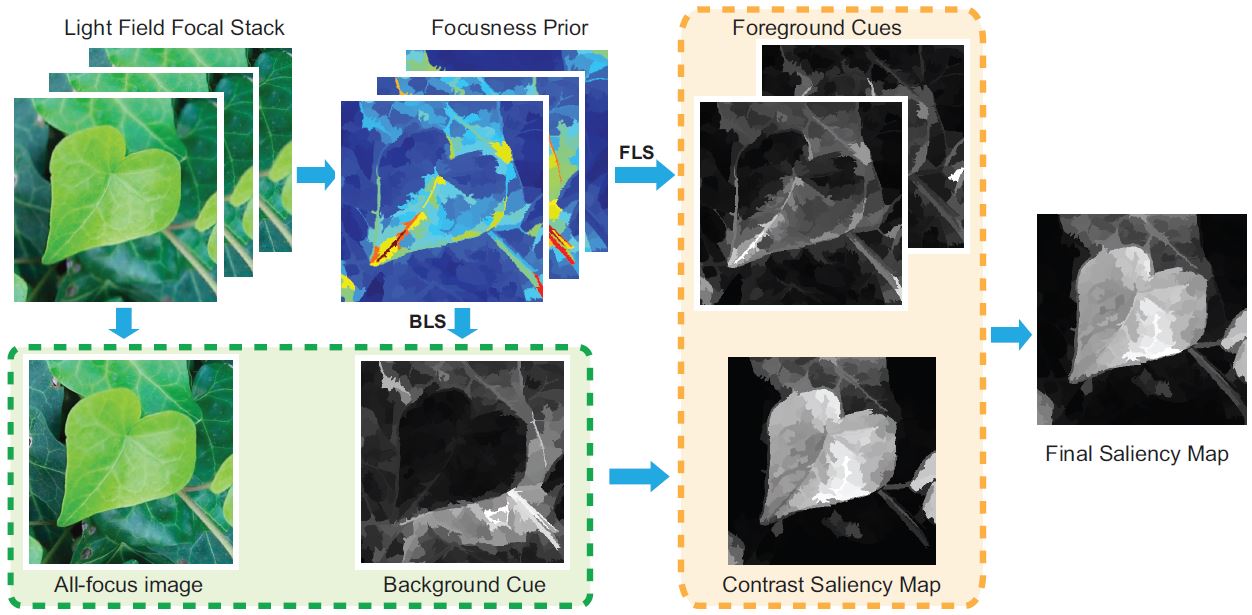 Light Field Focal Stack
Focusness Prior
Foreground Cues
FLS
BLS
All-focus image
Background Cue
Contrast Saliency Map
Final Saliency Map